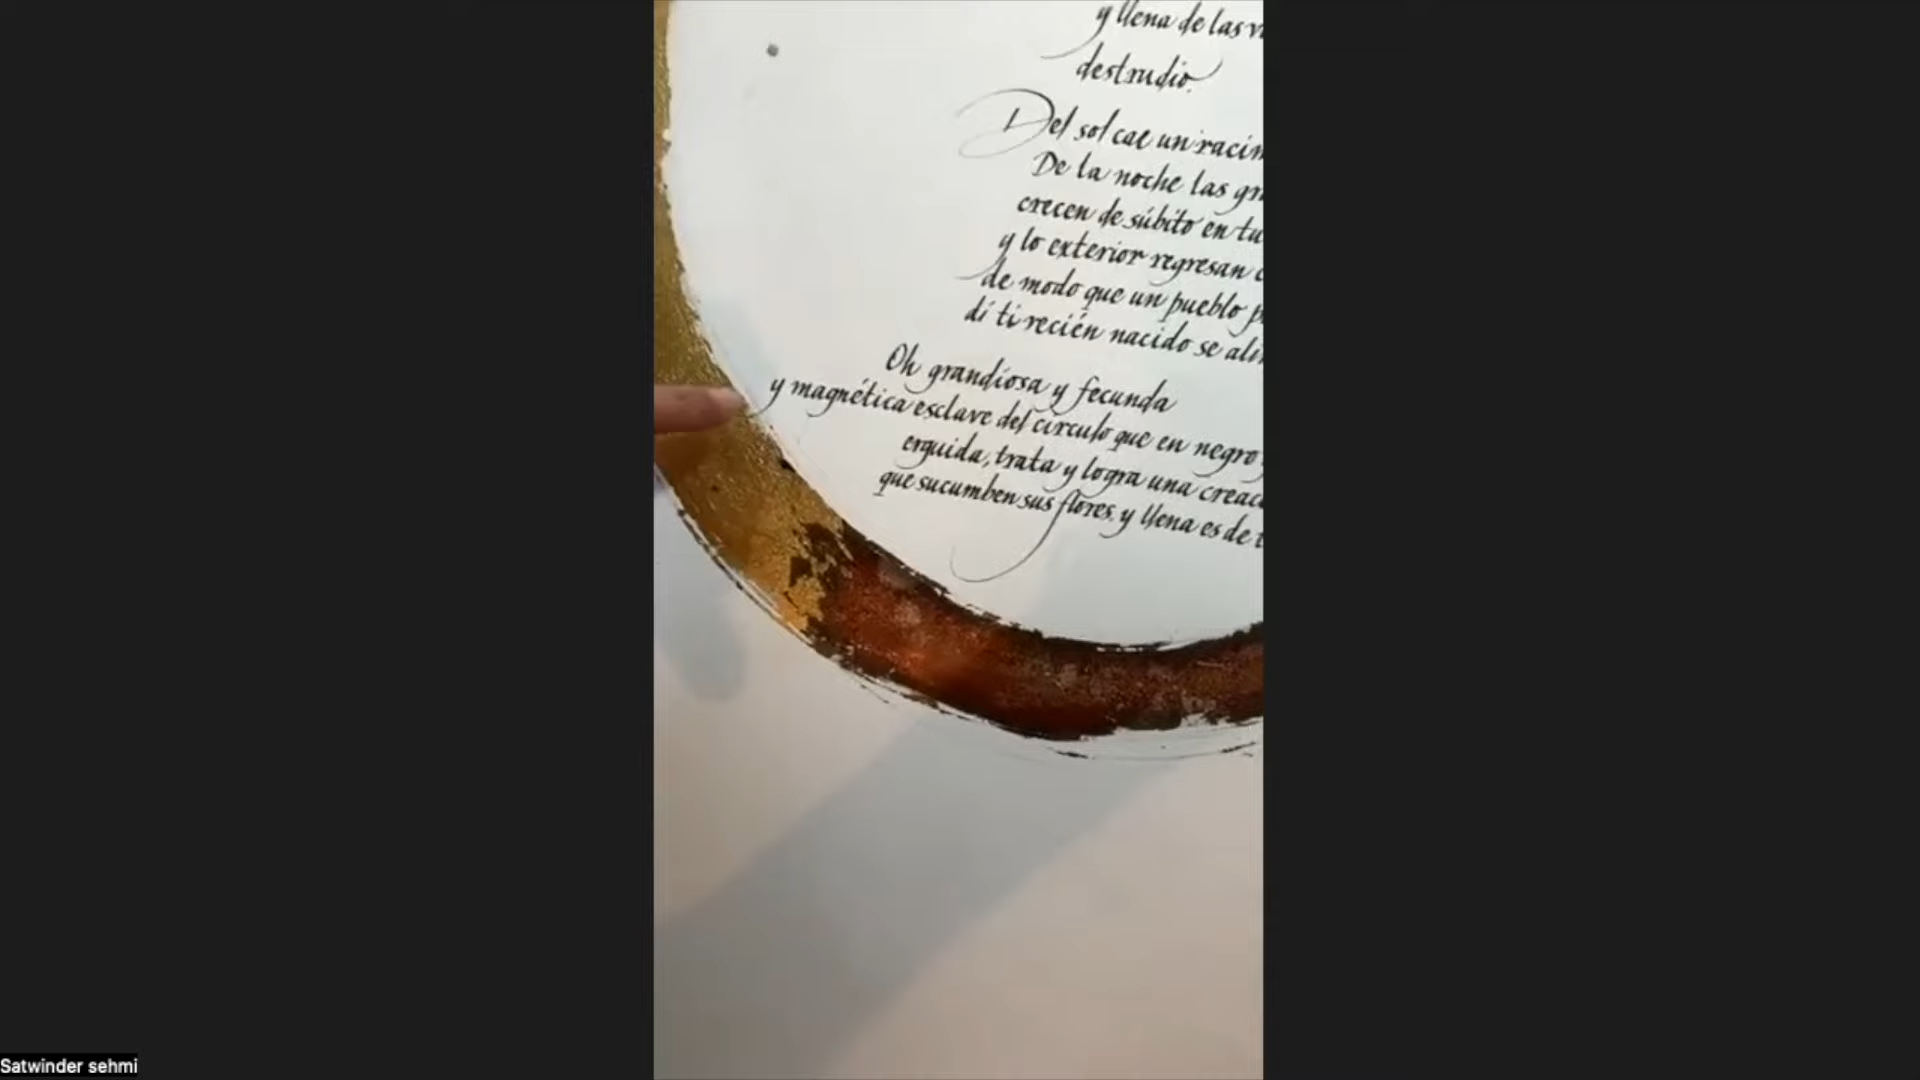 y llena de las
destrudio.
Del sol cae un
De la noche las
crecen de súbito en tu
y lo exterior regresan
de modo que un pueblo
di ti recién nacido se
Oh grandiosa y fecunda
y magnética esclave del circulo que en negro
erguida, trata y logra una
que sucumben sus flores, y llena es de
Satwinder sehmi